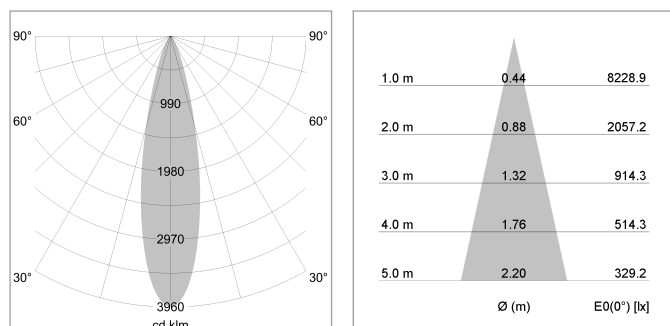 90° 90°
990
60° 60°
1980
2970
30° 30°
3960
cd klm
1.0 m 0.44 8228.9
2.0 m 0.88 2057.2
3.0 m 1.32 914.3
4.0 m 1.76 514.3
5.0 m 2.20 329.2
Ø (m) E0(0°) [lx]